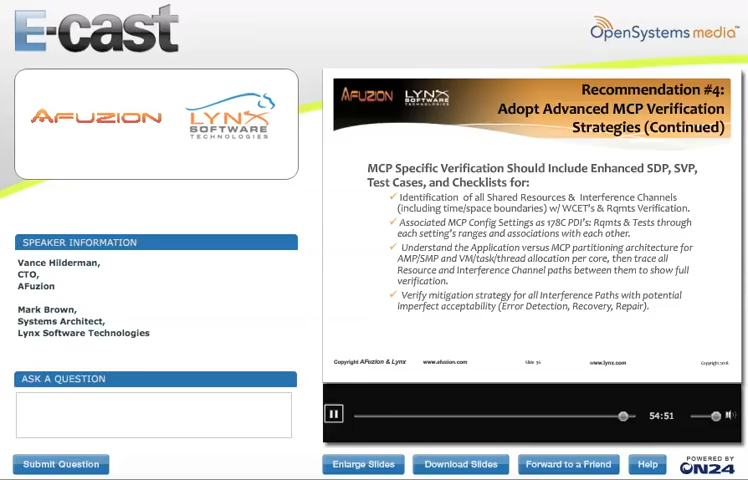 E-cast
OpenSystems media™
AFUZION
LYNX
SOFTWARE
TECHNOLOGIES
SPEAKER INFORMATION
Vance Hilderman,
CTO,
AFuzion
Mark Brown,
Systems Architect,
Lynx Software Technologies
ASK A QUESTION
Submit Question
AFUZION
LYNX
SOFTWARE
TECHNOLOGIES
Recommendation #4:
Adopt Advanced MCP Verification
Strategies (Continued)
MCP Specific Verification Should Include Enhanced SDP, SVP,
Test Cases, and Checklists for:
✓ Identification of all Shared Resources & Interference Channels
(including time/space boundaries) w/ WCET's & Rqmts Verification.
✓ Associated MCP Config Settings as 178C PDI's: Rqmts & Tests through
each setting's ranges and associations with each other.
✓ Understand the Application versus MCP partitioning architecture for
AMP/SMP and VM/task/thread allocation per core, then trace all
Resource and Interference Channel paths between them to show full
verification.
✓ Verify mitigation strategy for all Interference Paths with potential
imperfect acceptability (Error Detection, Recovery, Repair).
Copyright AFuzion & Lynx www.afuzion.com Slide 36 www.lynx.com Copyright 2018
54:51
Enlarge Slides
Download Slides
Forward to a Friend
Help
POWERED BY
ON24